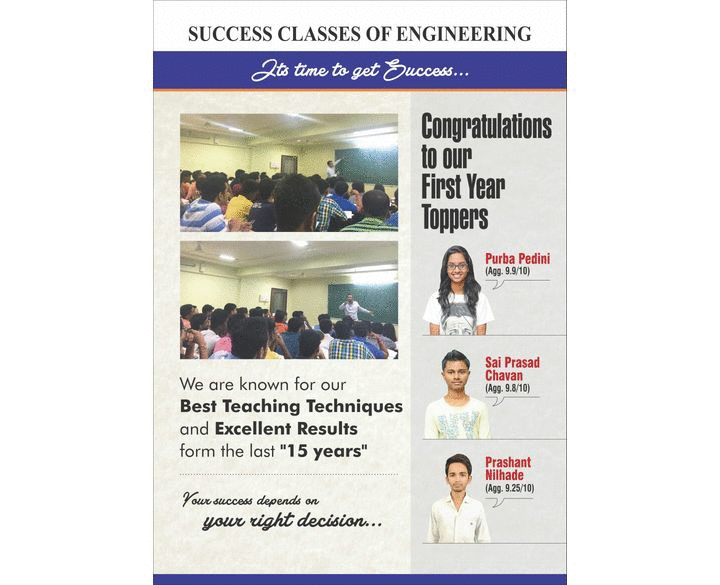 SUCCESS CLASSES OF ENGINEERING
Its time to get Success...
Congratulations
to our
First Year
Toppers
Purba Pedini
(Agg. 9.9/10)
Sai Prasad
Chavan
(Agg. 9.8/10)
Prashant
Nilhade
(Agg. 9.25/10)
We are known for our
Best Teaching Techniques
and Excellent Results
form the last "15 years"
Your success depends on
your right decision...